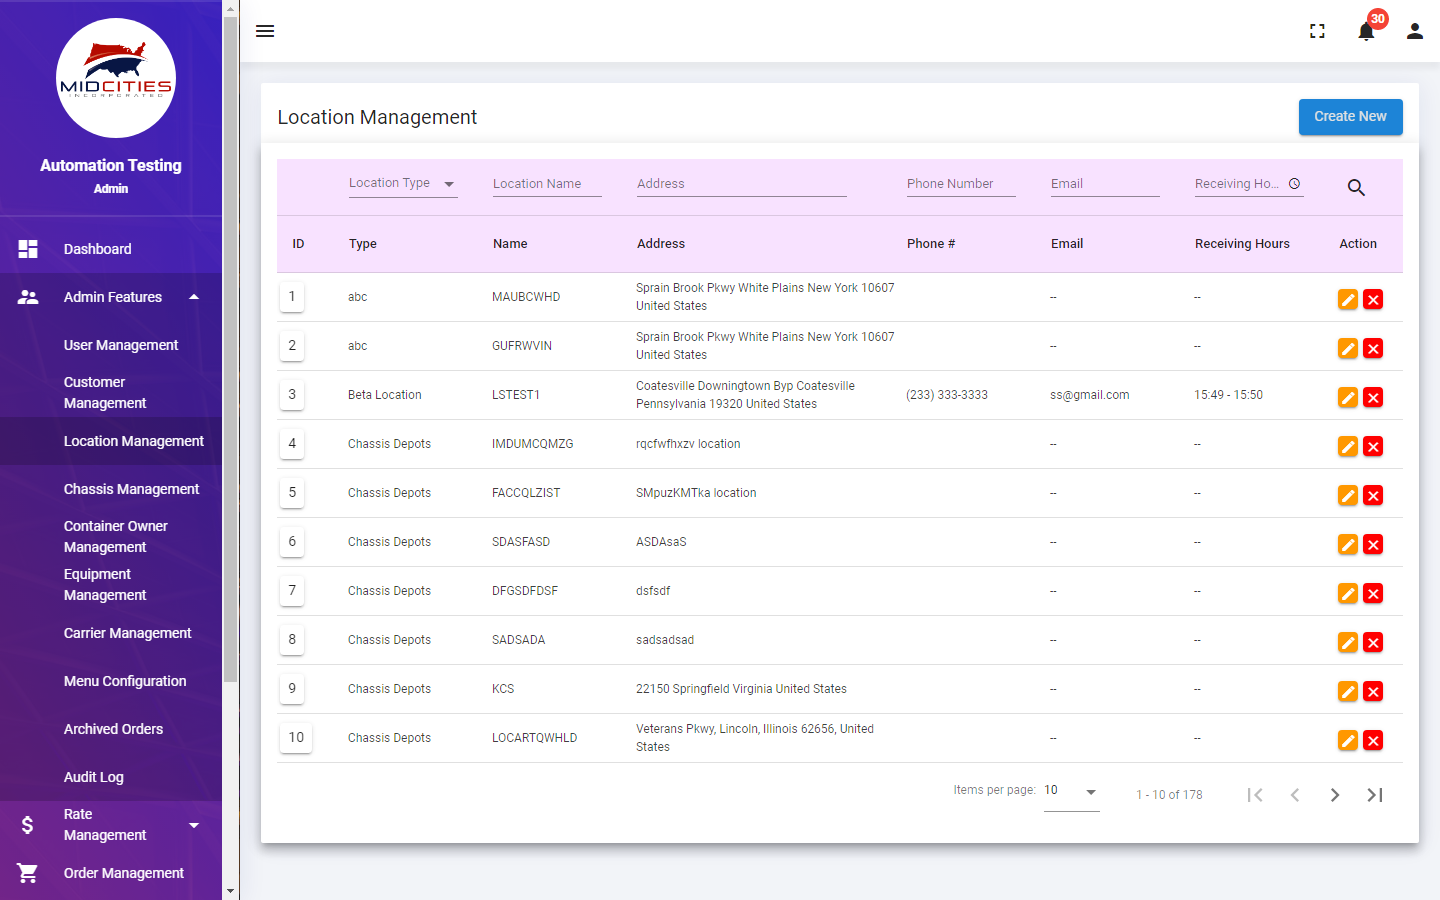 MIDCITIES
INCORPORATED
Automation Testing
Admin
Dashboard
Admin Features
User Management
Customer
Management
Location Management
Chassis Management
Container Owner
Management
Equipment
Management
Carrier Management
Menu Configuration
Archived Orders
Audit Log
Rate
Management
Order Management
30
Location Management
Create New
Location Type Location Name Address Phone Number Email Receiving Ho...
ID Type Name Address Phone # Email Receiving Hours Action
1 abc MAUBCWHD Sprain Brook Pkwy White Plains New York 10607 -- --
United States
2 abc GUFRWVIN Sprain Brook Pkwy White Plains New York 10607 -- --
United States
3 Beta Location LSTEST1 Coatesville Downingtown Byp Coatesville (233) 333-3333 ss@gmail.com 15:49 - 15:50
Pennsylvania 19320 United States
4 Chassis Depots IMDUMCQMZG rqcfwfhxzv location -- --
5 Chassis Depots FACCQLZIST SMpuzKMTka location -- --
6 Chassis Depots SDASFASD ASDAsaS -- --
7 Chassis Depots DFGSDFDSF dsfsdf -- --
8 Chassis Depots SADSADA sadsadsad -- --
9 Chassis Depots KCS 22150 Springfield Virginia United States -- --
10 Chassis Depots LOCARTQWHLD Veterans Pkwy, Lincoln, Illinois 62656, United -- --
States
Items per page: 10 1 - 10 of 178